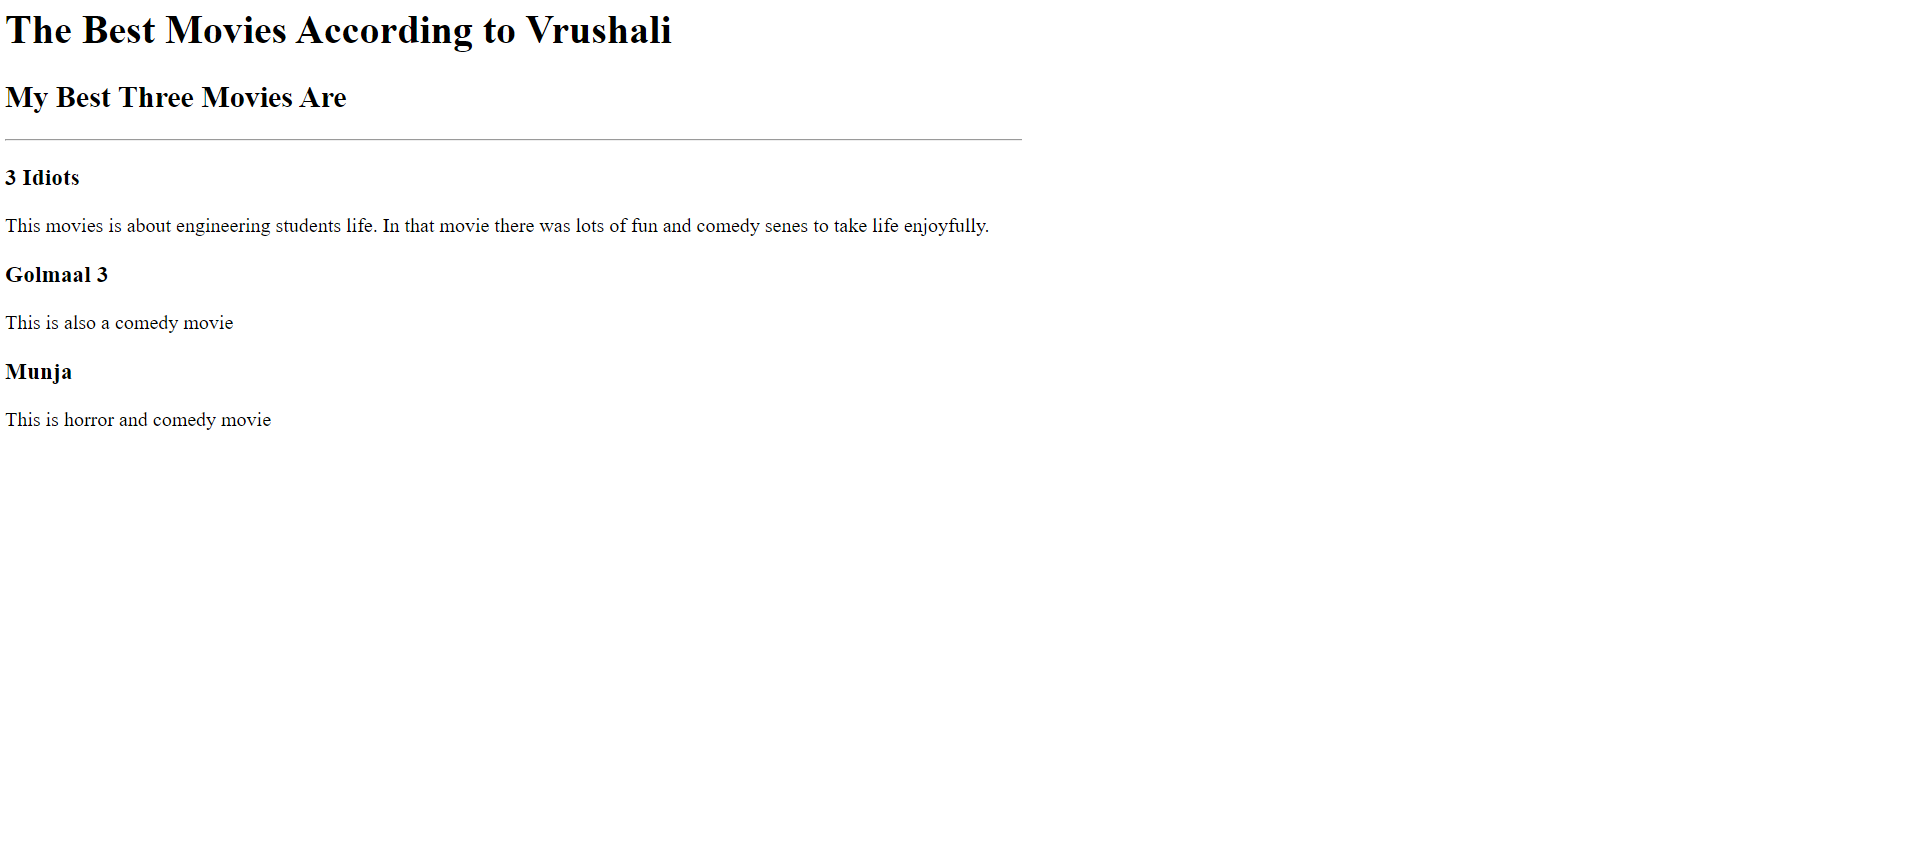 The Best Movies According to Vrushali
My Best Three Movies Are
3 Idiots
This movies is about engineering students life. In that movie there was lots of fun and comedy senes to take life enjoyfully.
Golmaal 3
This is also a comedy movie
Munja
This is horror and comedy movie